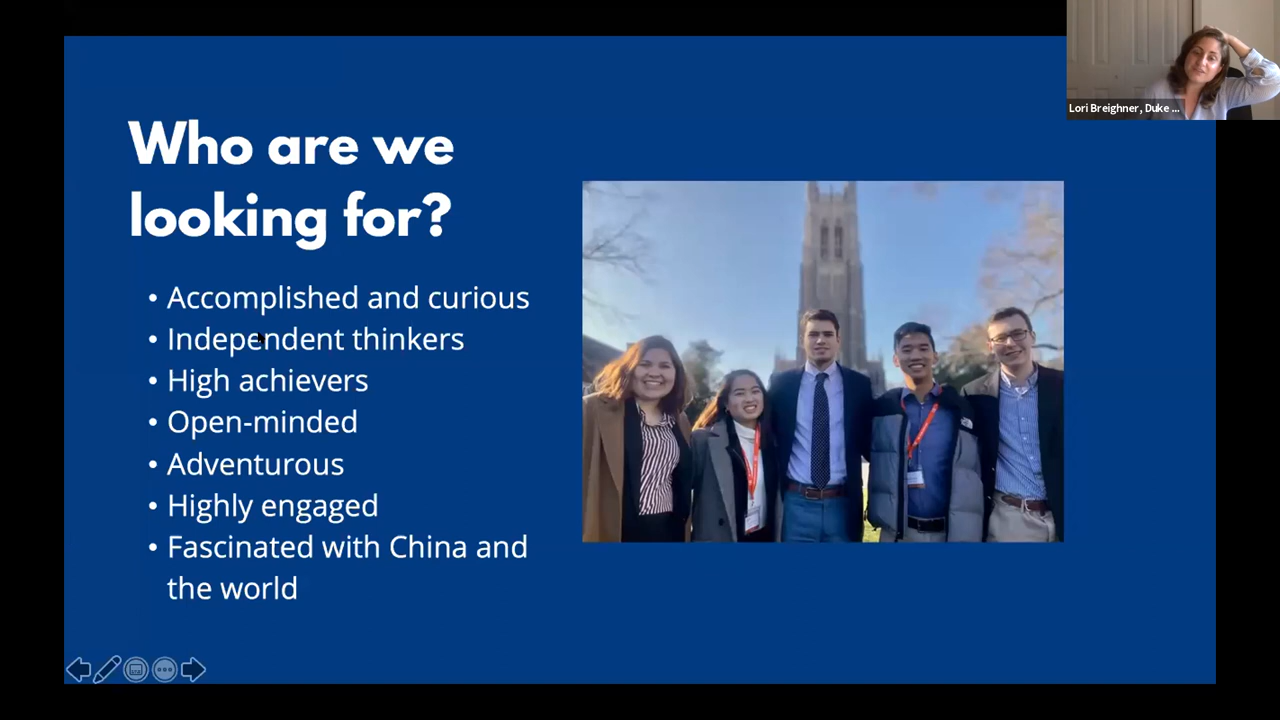 Lori Breighner, Duke ...
Who are we
looking for?
• Accomplished and curious
• Independent thinkers
• High achievers
• Open-minded
• Adventurous
• Highly engaged
• Fascinated with China and
the world